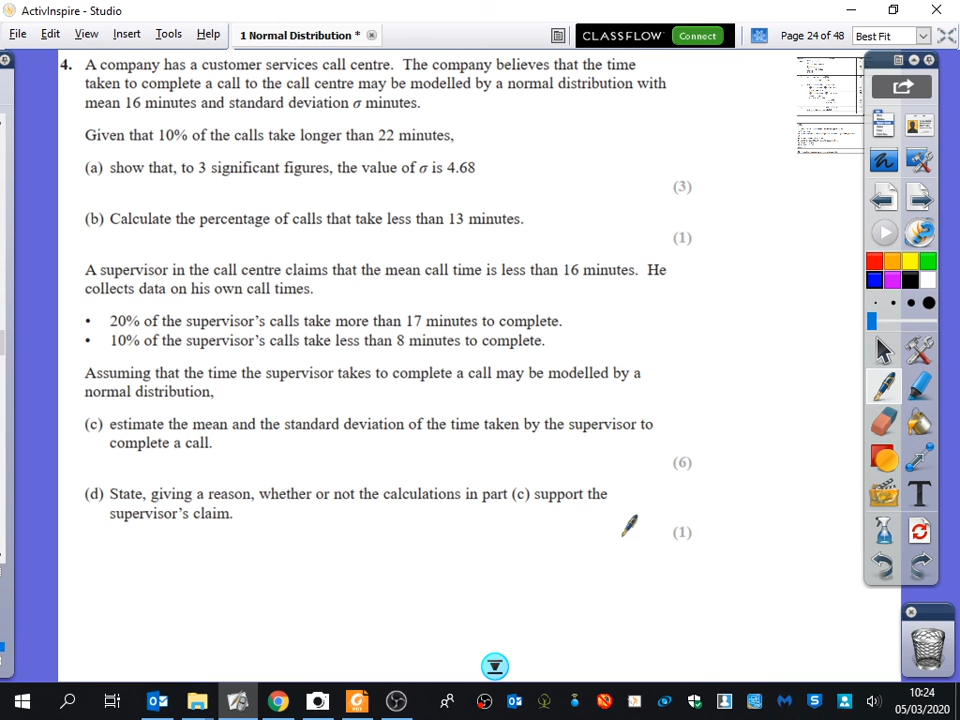 ActivInspire - Studio
File Edit View Insert Tools Help
1 Normal Distribution *
CLASSFLOW Connect
Page 24 of 48
Best Fit
4. A company has a customer services call centre. The company believes that the time
taken to complete a call to the call centre may be modelled by a normal distribution with
mean 16 minutes and standard deviation σ minutes.
Given that 10% of the calls take longer than 22 minutes,
(a) show that, to 3 significant figures, the value of σ is 4.68
(3)
(b) Calculate the percentage of calls that take less than 13 minutes.
(1)
A supervisor in the call centre claims that the mean call time is less than 16 minutes. He
collects data on his own call times.
• 20% of the supervisor's calls take more than 17 minutes to complete.
• 10% of the supervisor's calls take less than 8 minutes to complete.
Assuming that the time the supervisor takes to complete a call may be modelled by a
normal distribution,
(c) estimate the mean and the standard deviation of the time taken by the supervisor to
complete a call.
(6)
(d) State, giving a reason, whether or not the calculations in part (c) support the
supervisor's claim.
(1)
10:24
05/03/2020